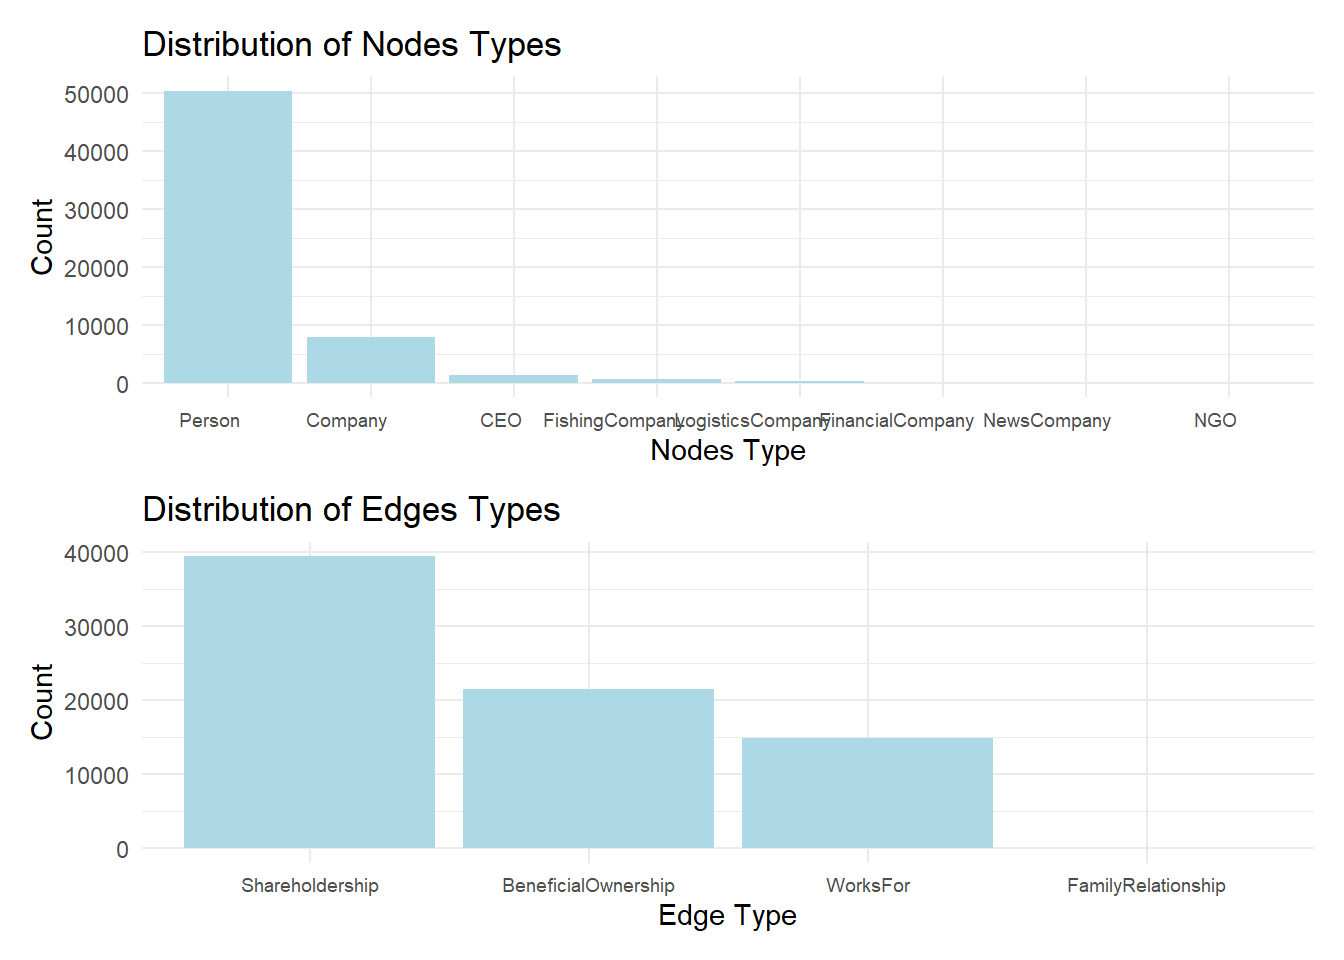 Distribution of Nodes Types
50000
40000
30000
20000
10000
0
Count
Person Company CEO FishingCompany LogisticsCompany FinancialCompany NewsCompany NGO
Nodes Type
Distribution of Edges Types
40000
30000
20000
10000
0
Count
Shareholdership BeneficialOwnership WorksFor FamilyRelationship
Edge Type